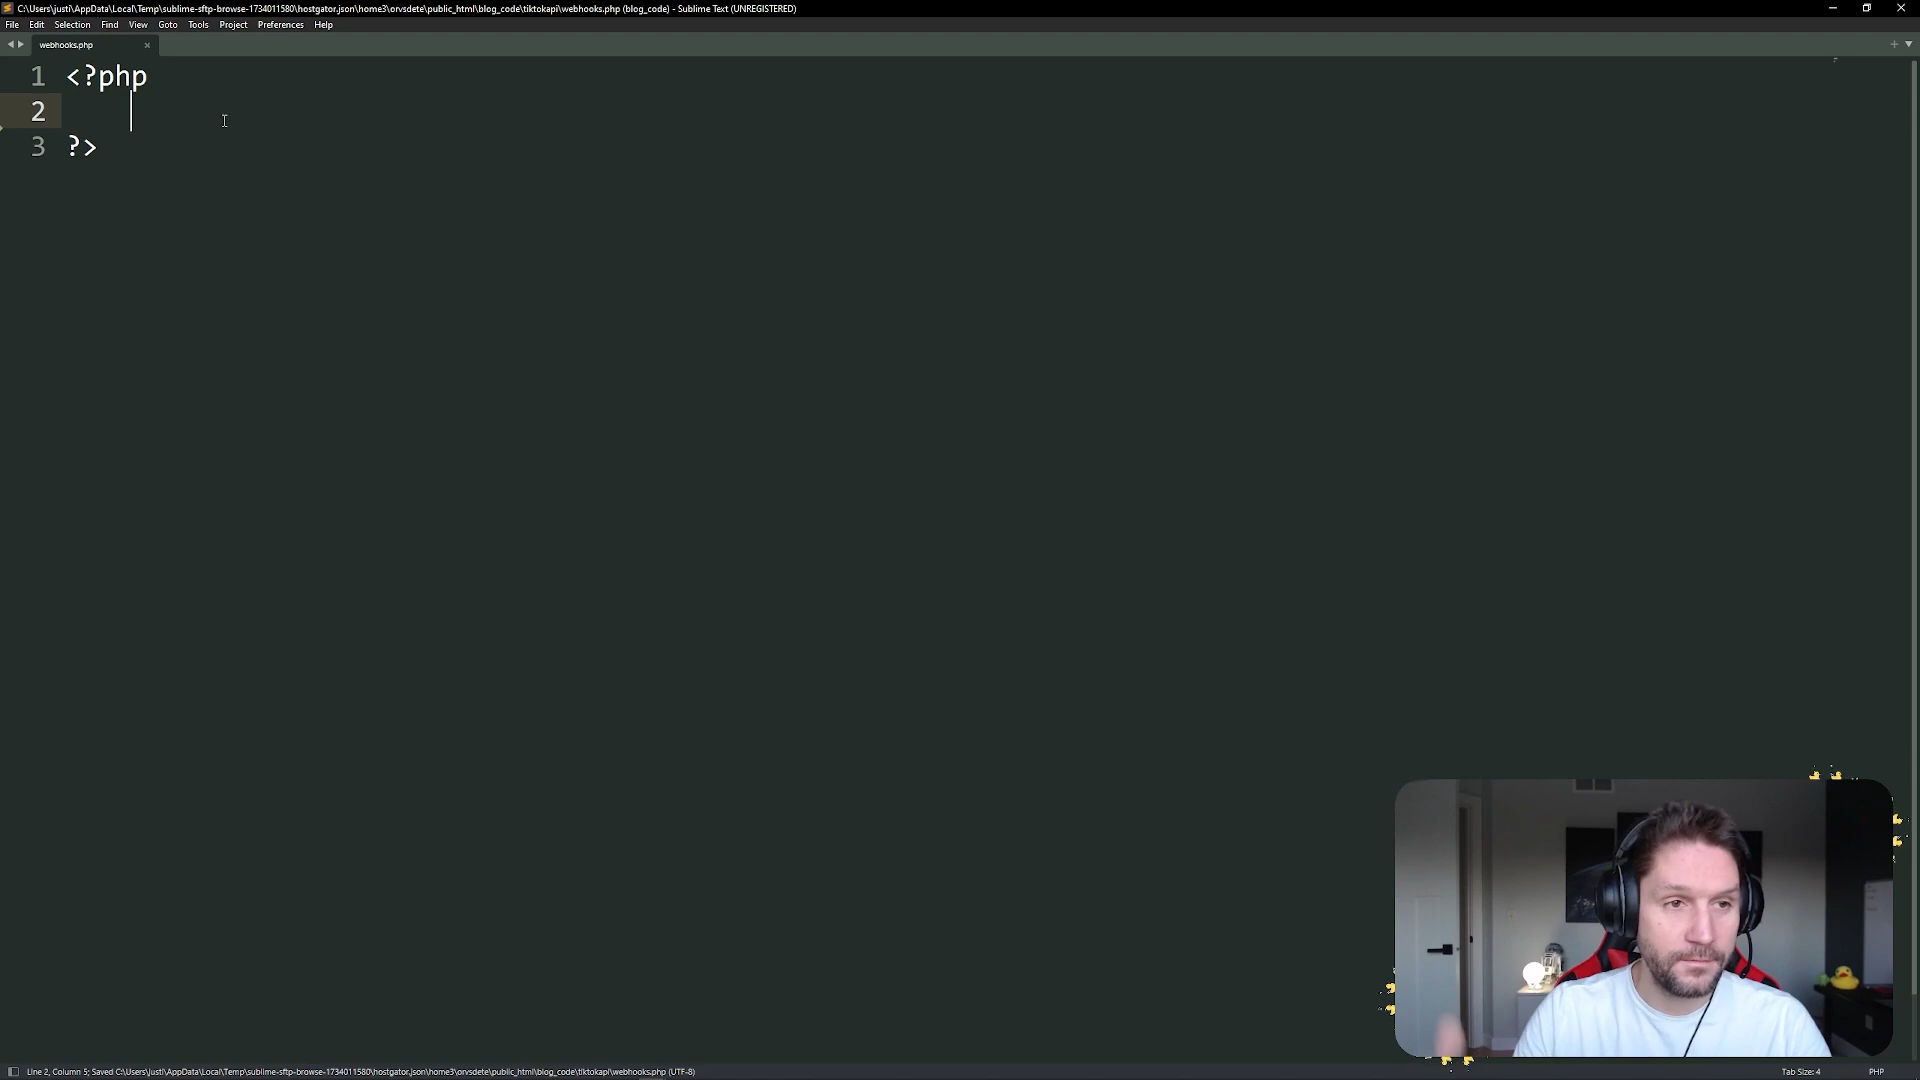 C:\Users\justi\AppData\Local\Temp\sublime-sftp-browse-1734011580\hostgator.json\home3\orvsdete\public_html\blog_code\tiktokapi\webhooks.php (blog_code) - Sublime Text (UNREGISTERED)
File Edit Selection Find View Goto Tools Project Preferences Help
webhooks.php
1 <?php
2
3 ?>
Line 2, Column 5; Saved C:\Users\justi\AppData\Local\Temp\sublime-sftp-browse-1734011580\hostgator.json\home3\orvsdete\public_html\blog_code\tiktokapi\webhooks.php (UTF-8) Tab Size: 4 PHP